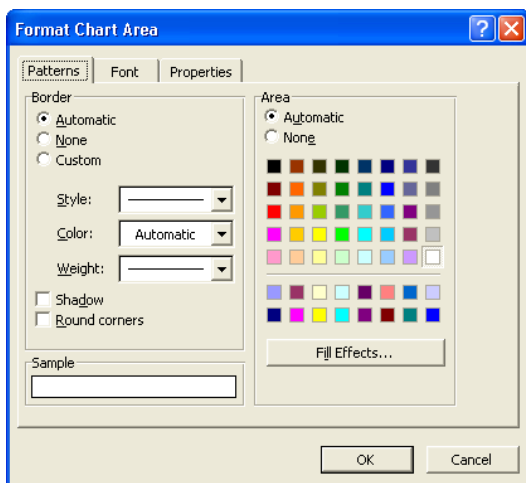 Format Chart Area
Patterns
Font
Properties
Border
Automatic
None
Custom
Style:
Color:
Automatic
Weight:
Shadow
Round corners
Sample
Area
Automatic
None
Fill Effects...
OK
Cancel